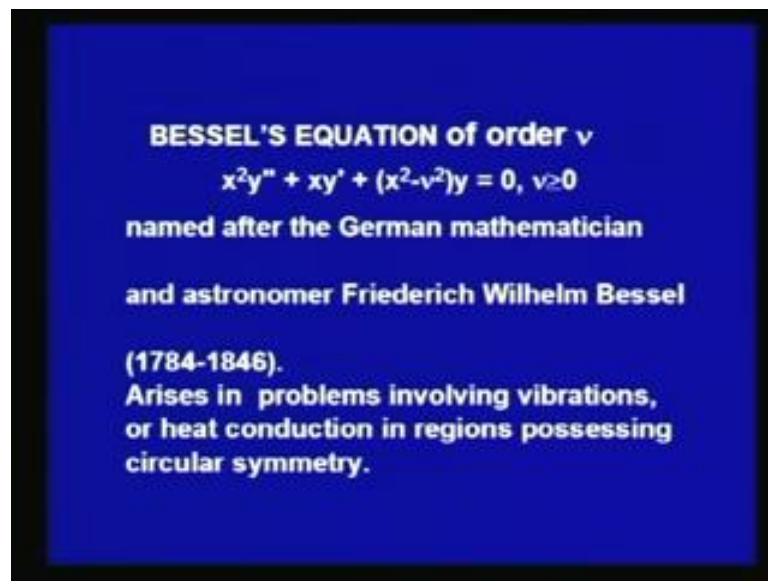 BESSEL'S EQUATION of order ν
x²y" + xy' + (x²-ν²)y = 0, ν≥0
named after the German mathematician
and astronomer Friederich Wilhelm Bessel
(1784-1846).
Arises in problems involving vibrations,
or heat conduction in regions possessing
circular symmetry.